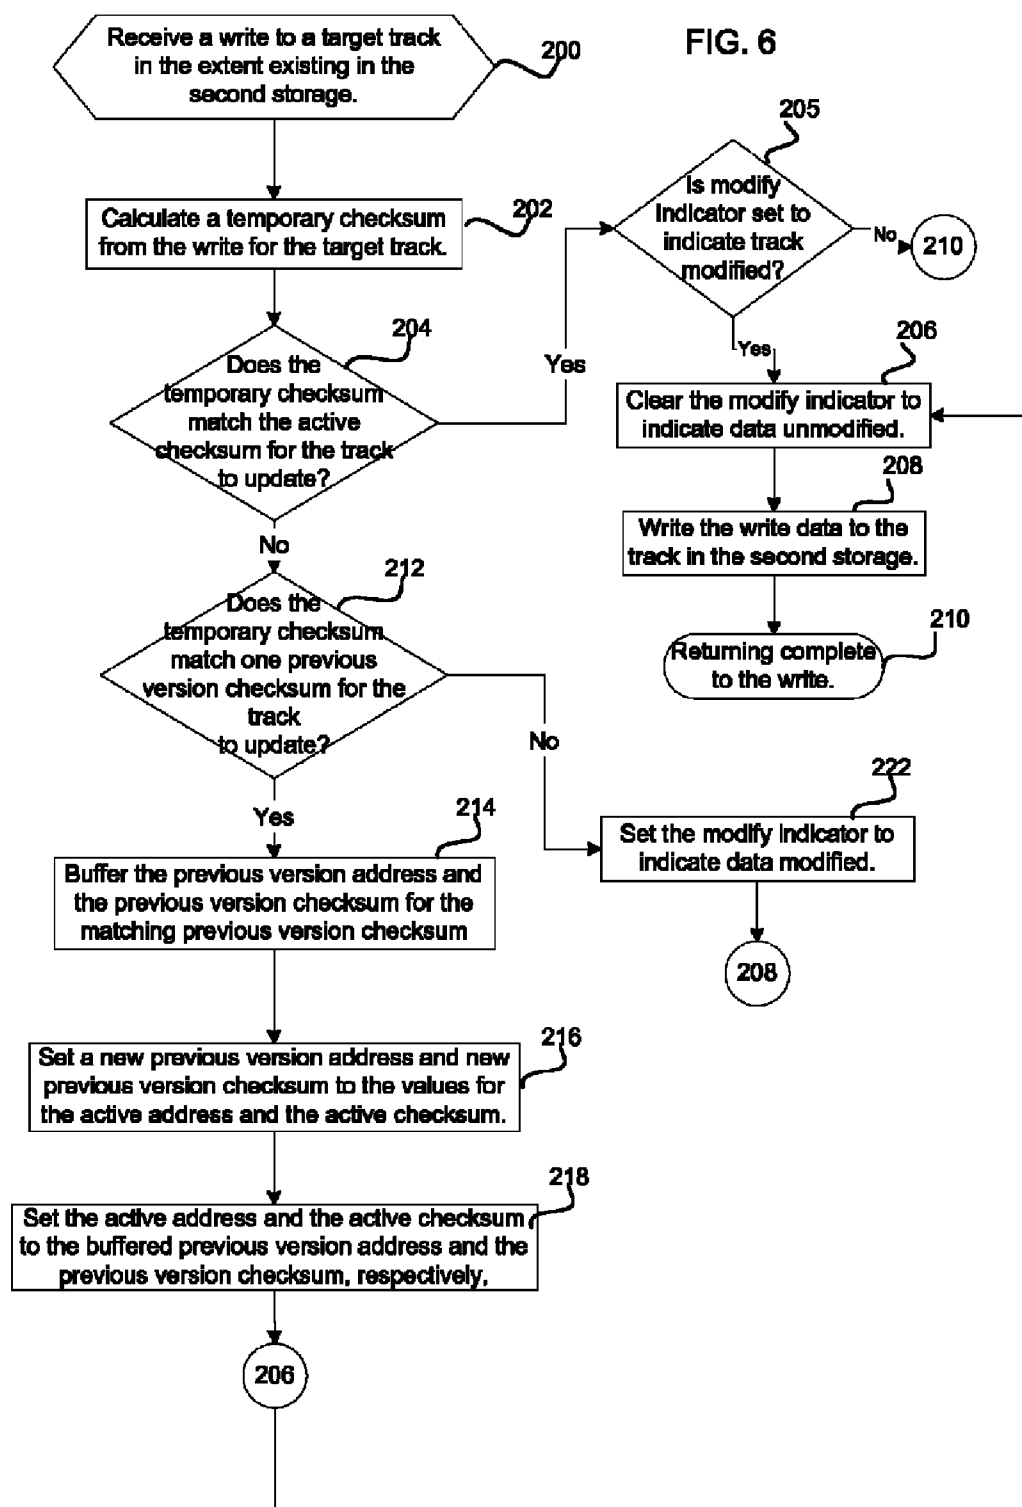 FIG. 6
Receive a write to a target track
in the extent existing in the
second storage.
200
Calculate a temporary checksum
from the write for the target track.
202
Does the
temporary checksum
match the active
checksum for the track
to update?
204
Yes
No
Is modify
indicator set to
indicate track
modified?
205
No
210
Yes
Clear the modify indicator to
indicate data unmodified.
206
Write the write data to the
track in the second storage.
208
Returning complete
to the write.
210
Does the
temporary checksum
match one previous
version checksum for the
track
to update?
212
No
Yes
Set the modify indicator to
indicate data modified.
222
208
Buffer the previous version address and
the previous version checksum for the
matching previous version checksum
214
Set a new previous version address and new
previous version checksum to the values for
the active address and the active checksum.
216
Set the active address and the active checksum
to the buffered previous version address and the
previous version checksum, respectively,
218
206